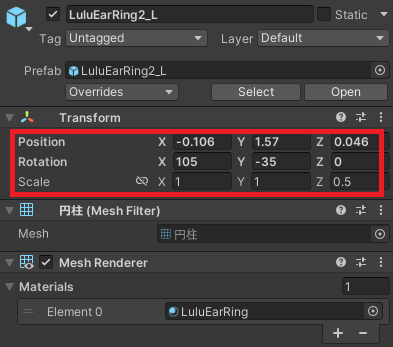 LuluEarRing2_L Static
Tag Untagged Layer Default
Prefab LuluEarRing2_L
Overrides Select Open
Transform
Position X -0.106 Y 1.57 Z 0.046
Rotation X 105 Y -35 Z 0
Scale X 1 Y 1 Z 0.5
円柱 (Mesh Filter)
Mesh 円柱
Mesh Renderer
Materials 1
Element 0 LuluEarRing
+ −